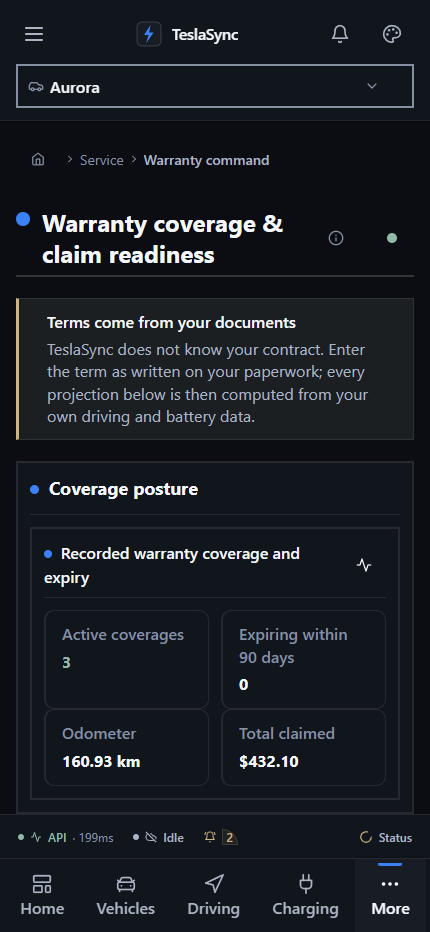 TeslaSync
Aurora
Service
Warranty command
Warranty coverage &
claim readiness
Terms come from your documents
TeslaSync does not know your contract. Enter
the term as written on your paperwork; every
projection below is then computed from your
own driving and battery data.
Coverage posture
Recorded warranty coverage and
expiry
Active coverages
3
Expiring within
90 days
0
Odometer
160.93 km
Total claimed
$432.10
API · 199ms
Idle
2
Status
Home
Vehicles
Driving
Charging
More